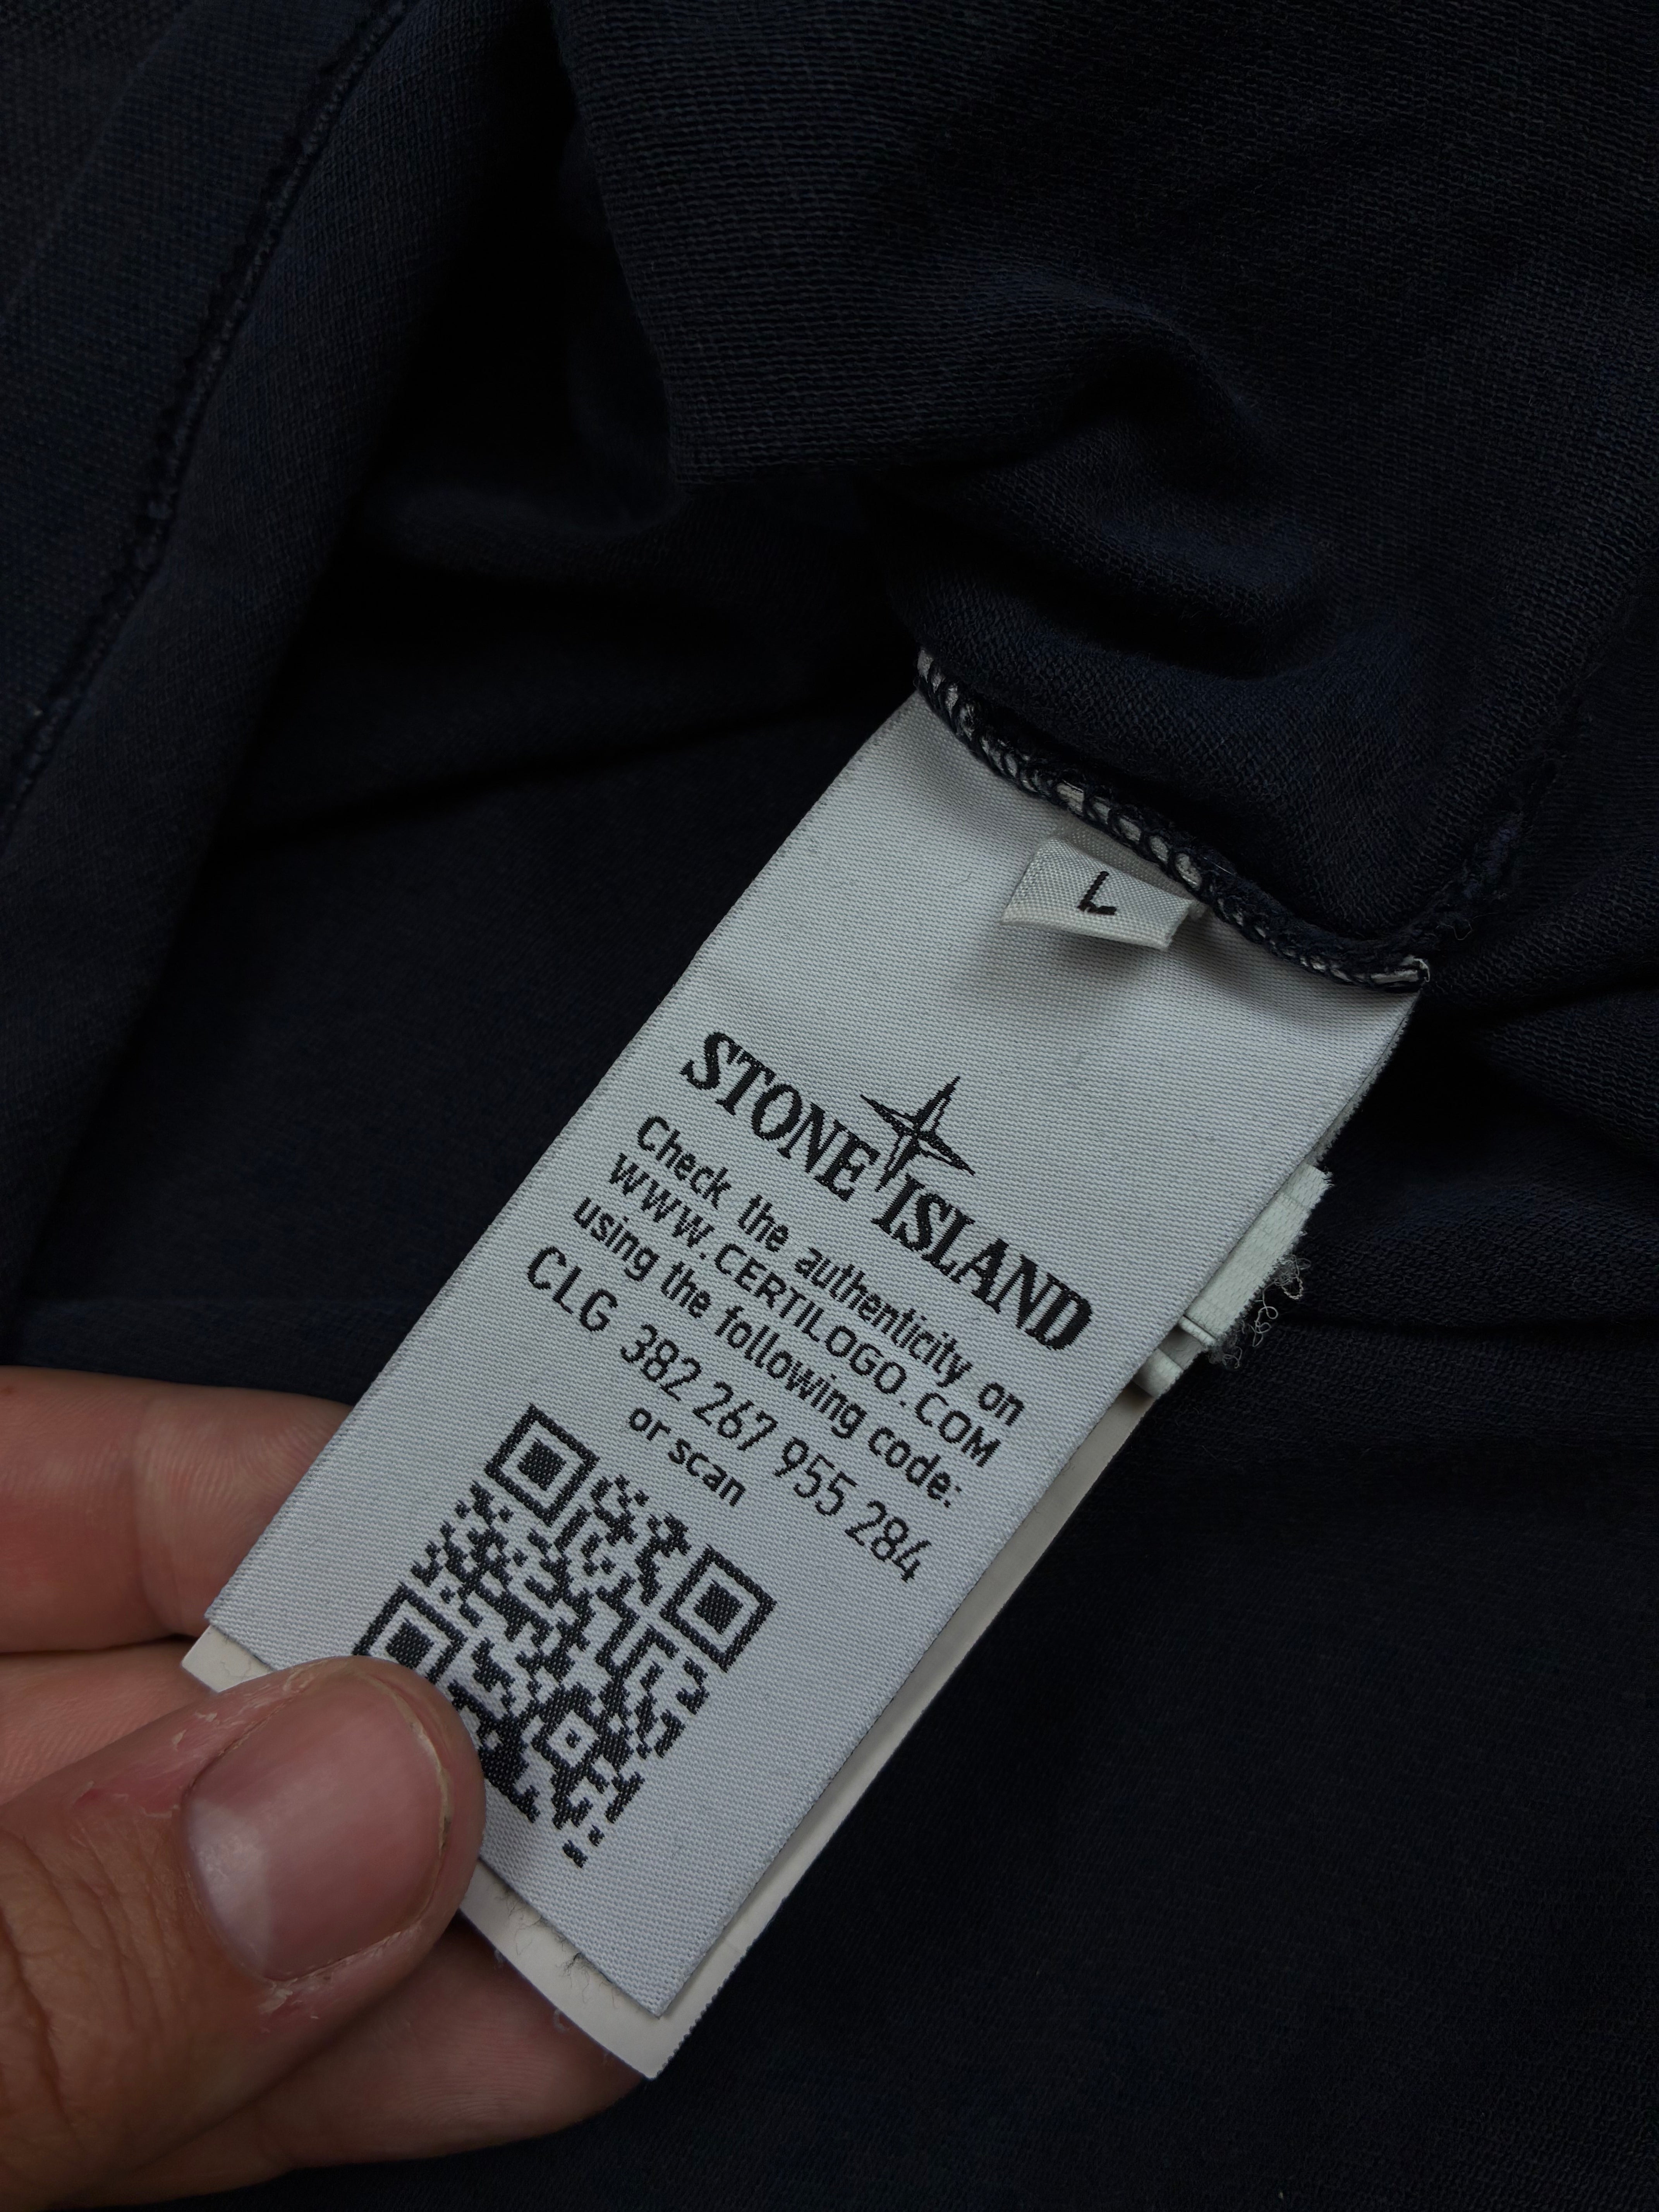 L
STONE ISLAND
Check the authenticity on
WWW.CERTILOGO.COM
using the following code:
CLG 382 267 955 284
or scan